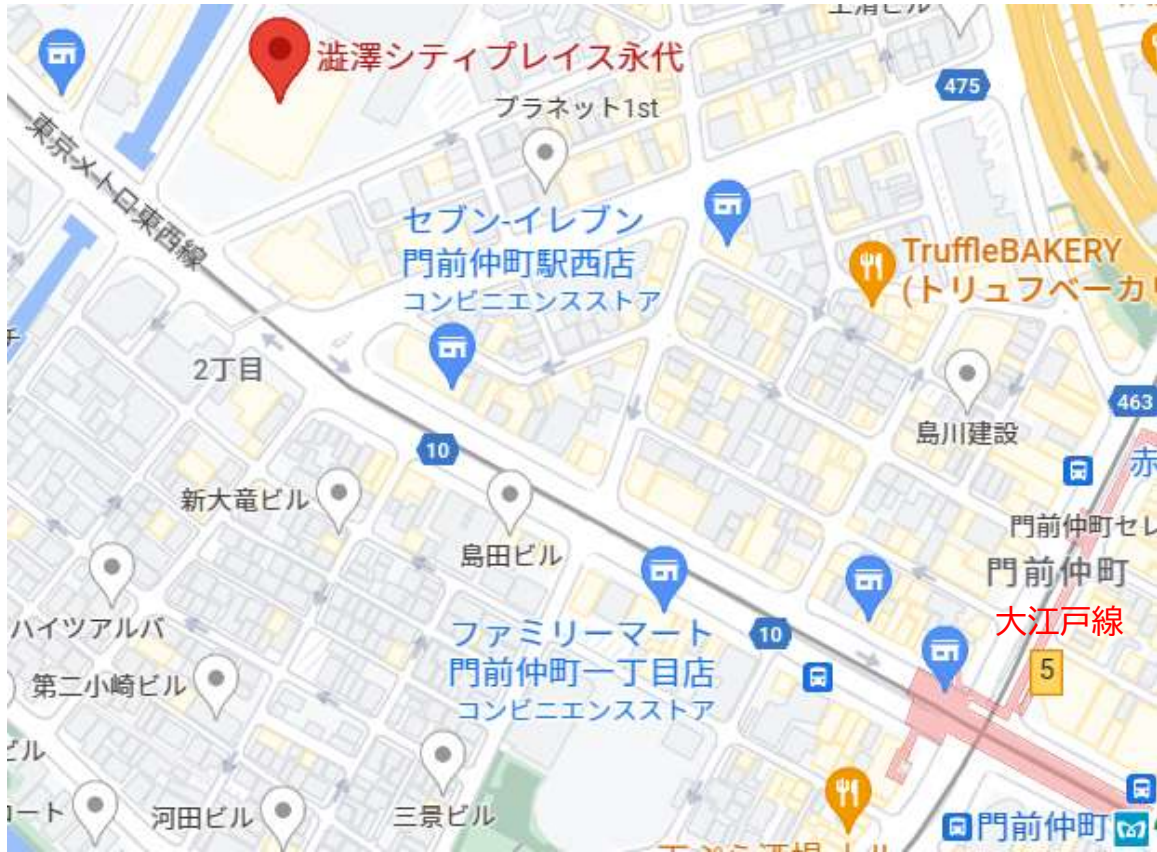 澁澤シティプレイス永代
プラネット1st
475
東京メトロ東西線
セブン-イレブン
門前仲町駅西店
コンビニエンスストア
TruffleBAKERY
(トリュフベーカリ
2丁目
463
島川建設
10
赤
新大竜ビル
島田ビル
門前仲町セレ
門前仲町
大江戸線
ハイツアルバ
ファミリーマート
門前仲町一丁目店
コンビニエンスストア
10
5
第二小崎ビル
ビル
三景ビル
河田ビル
コート
門前仲町